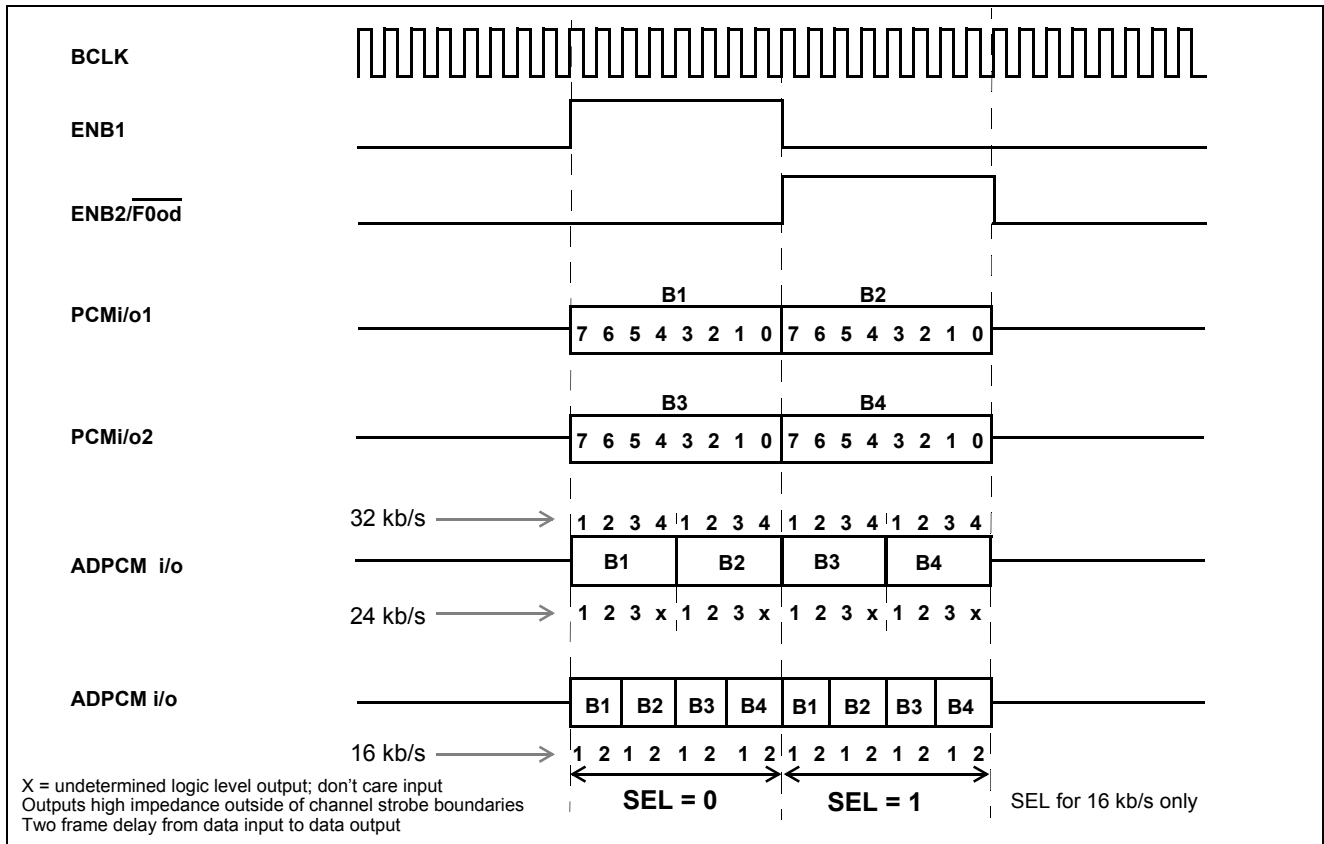 BCLK
ENB1
ENB2/F0od
B1 B2
PCMi/o1
7 6 5 4 3 2 1 0 7 6 5 4 3 2 1 0
B3 B4
PCMi/o2
7 6 5 4 3 2 1 0 7 6 5 4 3 2 1 0
32 kb/s 1 2 3 4 1 2 3 4 1 2 3 4 1 2 3 4
ADPCM i/o B1 B2 B3 B4
24 kb/s 1 2 3 x 1 2 3 x 1 2 3 x 1 2 3 x
ADPCM i/o B1 B2 B3 B4 B1 B2 B3 B4
16 kb/s 1 2 1 2 1 2 1 2 1 2 1 2 1 2 1 2
X = undetermined logic level output; don't care input
Outputs high impedance outside of channel strobe boundaries
Two frame delay from data input to data output
SEL = 0 SEL = 1 SEL for 16 kb/s only